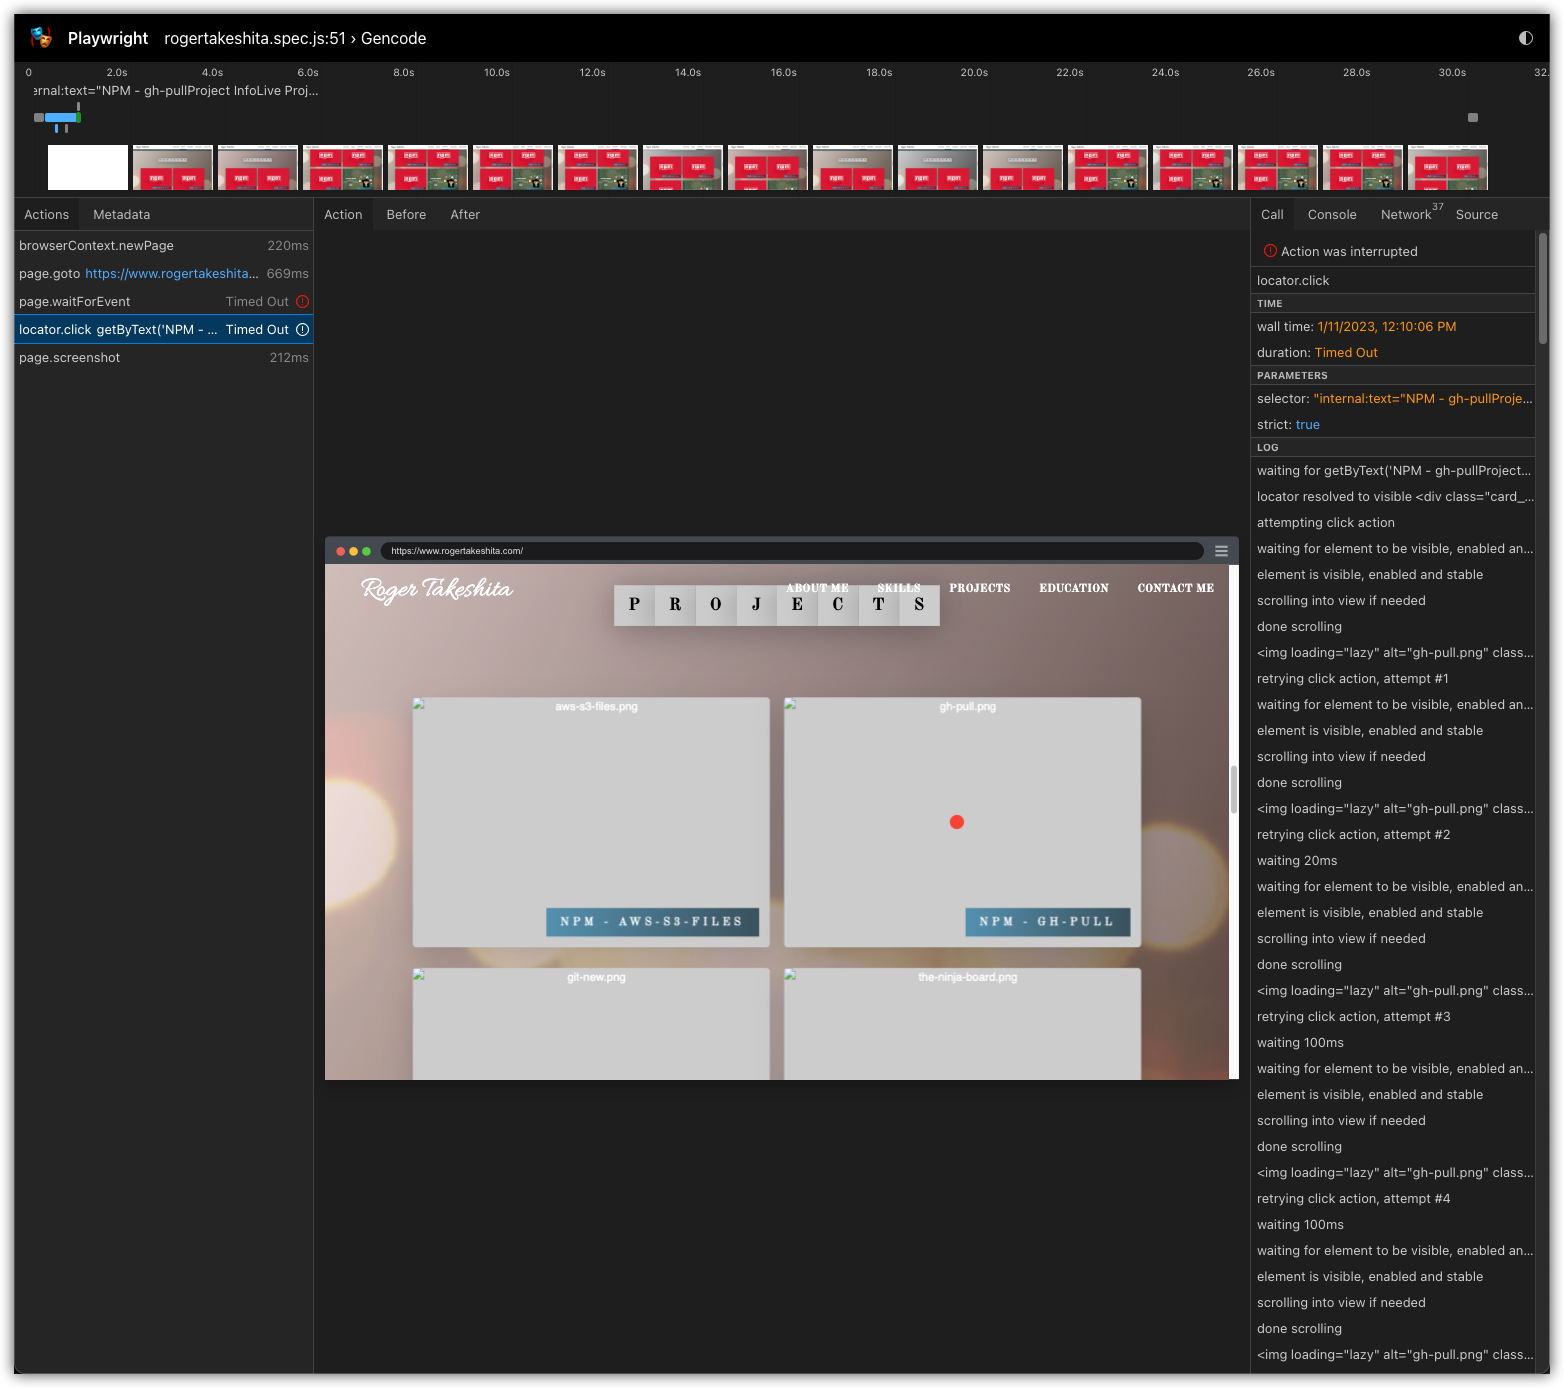 Playwright rogertakeshita.spec.js:51 › Gencode
0 2.0s 4.0s 6.0s 8.0s 10.0s 12.0s 14.0s 16.0s 18.0s 20.0s 22.0s 24.0s 26.0s 28.0s 30.0s 32.
ernal:text="NPM - gh-pullProject InfoLive Proj...
Actions Metadata
browserContext.newPage 220ms
page.goto https://www.rogertakeshita... 669ms
page.waitForEvent Timed Out
locator.click getByText('NPM - ... Timed Out
page.screenshot 212ms
Action Before After
https://www.rogertakeshita.com/
Roger Takeshita
ABOUT ME SKILLS PROJECTS EDUCATION CONTACT ME
PROJECTS
aws-s3-files.png
gh-pull.png
NPM - AWS-S3-FILES
NPM - GH-PULL
git-new.png
the-ninja-board.png
Call Console Network 37 Source
Action was interrupted
locator.click
TIME
wall time: 1/11/2023, 12:10:06 PM
duration: Timed Out
PARAMETERS
selector: "internal:text="NPM - gh-pullProje...
strict: true
LOG
waiting for getByText('NPM - gh-pullProject...
locator resolved to visible <div class="card_...
attempting click action
waiting for element to be visible, enabled an...
element is visible, enabled and stable
scrolling into view if needed
done scrolling
<img loading="lazy" alt="gh-pull.png" class...
retrying click action, attempt #1
waiting for element to be visible, enabled an...
element is visible, enabled and stable
scrolling into view if needed
done scrolling
<img loading="lazy" alt="gh-pull.png" class...
retrying click action, attempt #2
waiting 20ms
waiting for element to be visible, enabled an...
element is visible, enabled and stable
scrolling into view if needed
done scrolling
<img loading="lazy" alt="gh-pull.png" class...
retrying click action, attempt #3
waiting 100ms
waiting for element to be visible, enabled an...
element is visible, enabled and stable
scrolling into view if needed
done scrolling
<img loading="lazy" alt="gh-pull.png" class...
retrying click action, attempt #4
waiting 100ms
waiting for element to be visible, enabled an...
element is visible, enabled and stable
scrolling into view if needed
done scrolling
<img loading="lazy" alt="gh-pull.png" class...